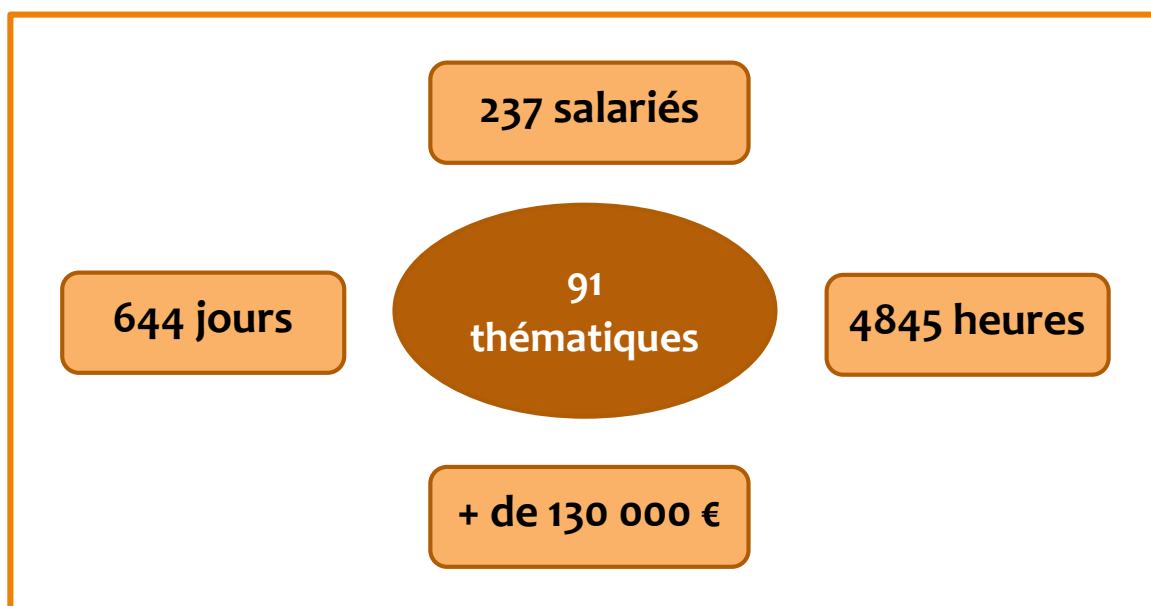 237 salariés
91
thématiques
644 jours
4845 heures
+ de 130 000 €